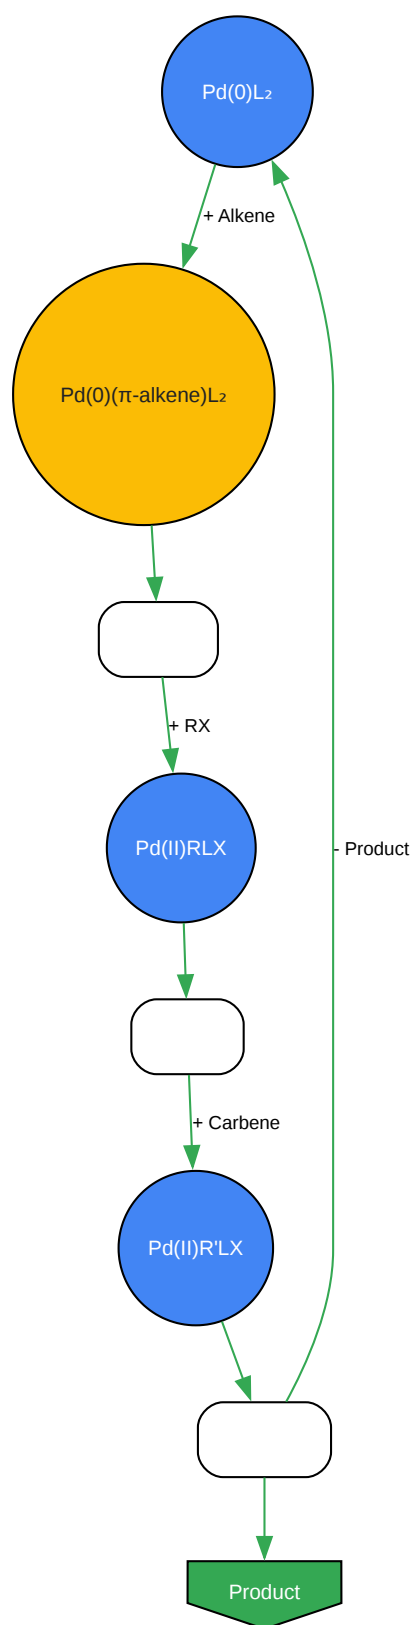 Pd(0)L₂
+ Alkene
Pd(0)(π-alkene)L₂
+ RX
Pd(II)RLX
- Product
+ Carbene
Pd(II)R'LX
Product